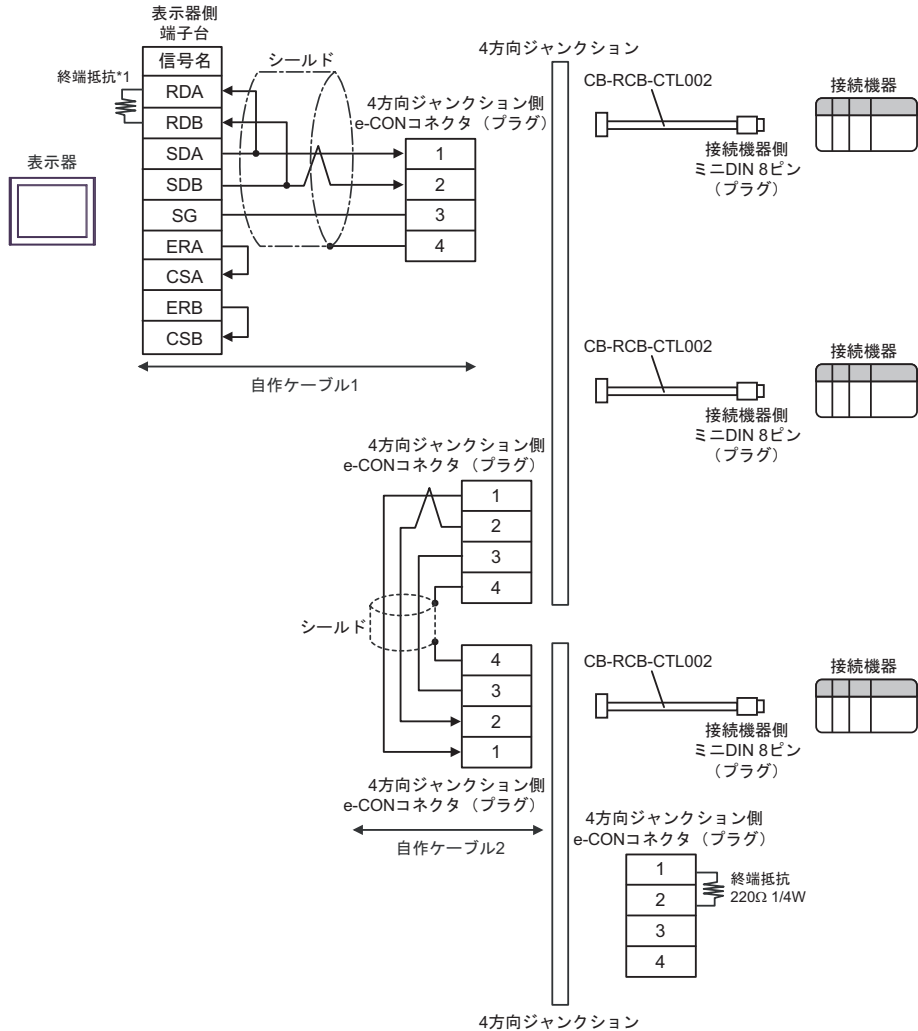 表示器側
端子台
信号名
RDA
RDB
SDA
SDB
SG
ERA
CSA
ERB
CSB
終端抵抗*1
表示器
シールド
4方向ジャンクション側
e-CONコネクタ（プラグ）
1
2
3
4
自作ケーブル1
4方向ジャンクション
CB-RCB-CTL002
接続機器側
ミニDIN 8ピン
（プラグ）
接続機器
CB-RCB-CTL002
接続機器側
ミニDIN 8ピン
（プラグ）
接続機器
4方向ジャンクション側
e-CONコネクタ（プラグ）
1
2
3
4
シールド
4
3
2
1
4方向ジャンクション側
e-CONコネクタ（プラグ）
自作ケーブル2
CB-RCB-CTL002
接続機器側
ミニDIN 8ピン
（プラグ）
接続機器
4方向ジャンクション側
e-CONコネクタ（プラグ）
1
2
3
4
終端抵抗
220Ω 1/4W
4方向ジャンクション